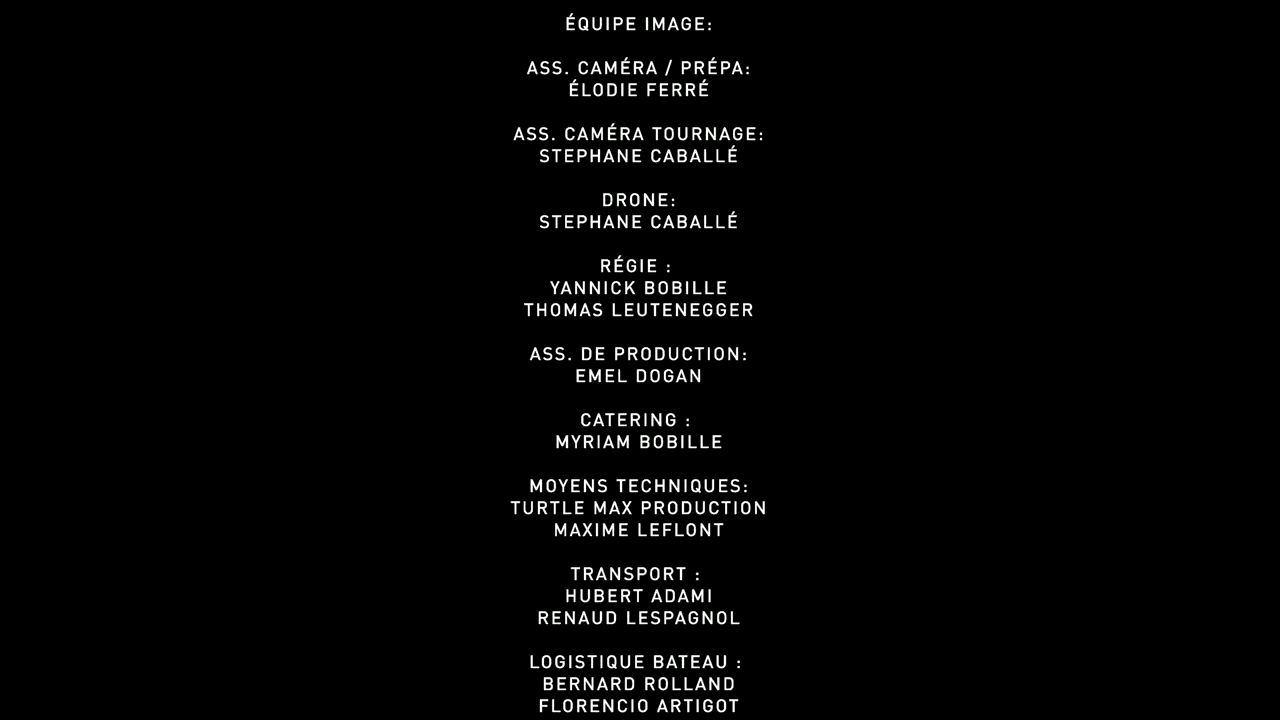 ÉQUIPE IMAGE:
ASS. CAMÉRA / PRÉPA:
ÉLODIE FERRÉ
ASS. CAMÉRA TOURNAGE:
STEPHANE CABALLÉ
DRONE:
STEPHANE CABALLÉ
RÉGIE :
YANNICK BOBILLE
THOMAS LEUTENEGGER
ASS. DE PRODUCTION:
EMEL DOGAN
CATERING :
MYRIAM BOBILLE
MOYENS TECHNIQUES:
TURTLE MAX PRODUCTION
MAXIME LEFLONT
TRANSPORT :
HUBERT ADAMI
RENAUD LESPAGNOL
LOGISTIQUE BATEAU :
BERNARD ROLLAND
FLORENCIO ARTIGOT